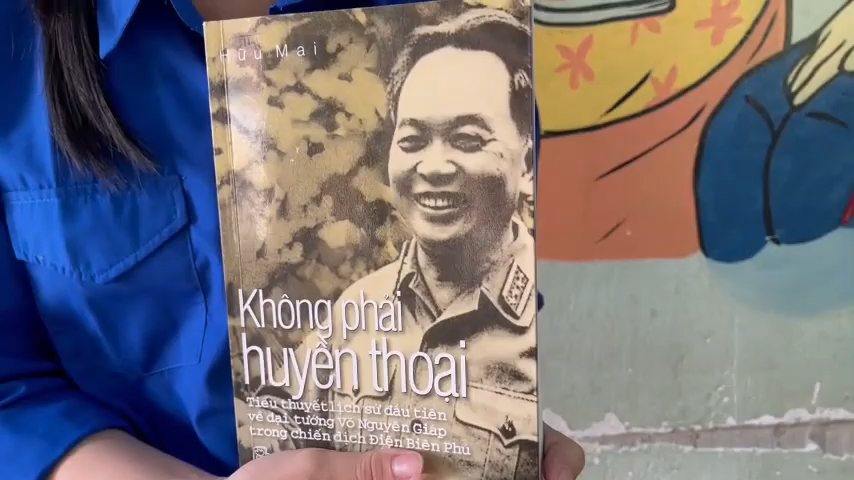 Hữu Mai
Không phải
huyền thoại
Tiểu thuyết lịch sử đầu tiên
về đại tướng Võ Nguyên Giáp
trong chiến dịch Điện Biên Phủ